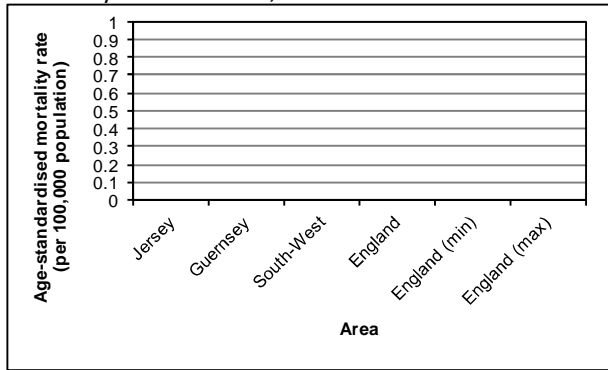 1
0.9
0.8
0.7
0.6
0.5
0.4
0.3
0.2
0.1
0
Age-standardised mortality rate
(per 100,000 population)
Jersey
Guernsey
South-West
England
England (min)
England (max)
Area